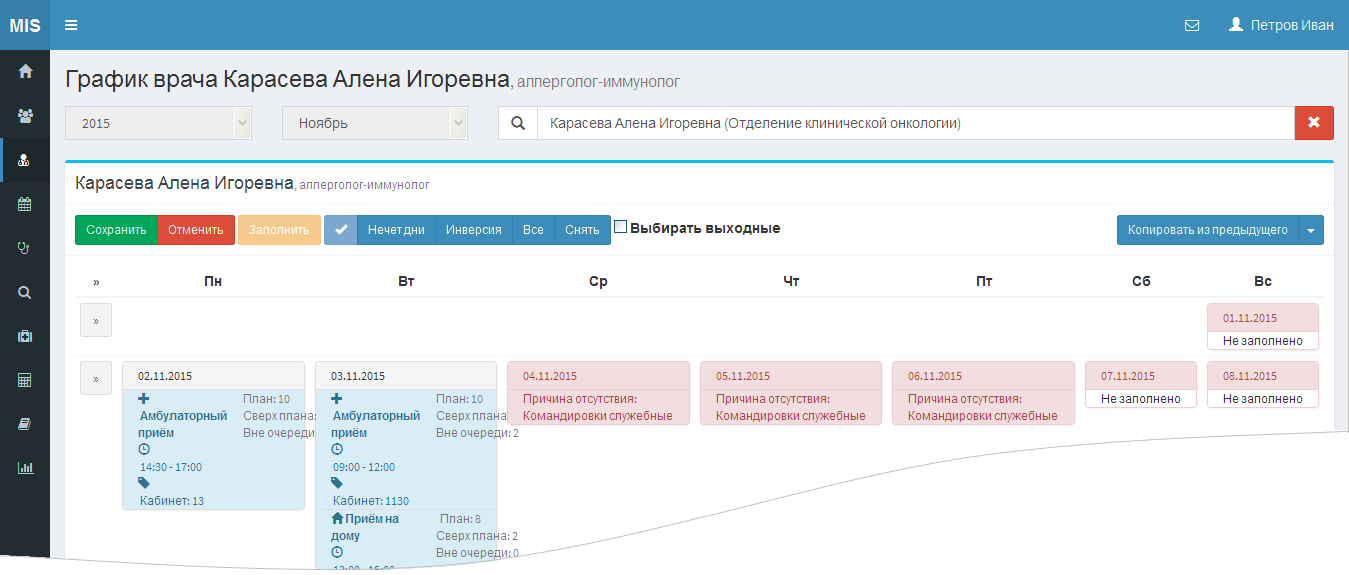 MIS
Петров Иван
График врача Карасева Алена Игоревна, аллерголог-иммунолог
2015
Ноябрь
Карасева Алена Игоревна (Отделение клинической онкологии)
Карасева Алена Игоревна, аллерголог-иммунолог
Сохранить Отменить Заполнить Нечет дни Инверсия Все Снять Выбирать выходные Копировать из предыдущего
» Пн Вт Ср Чт Пт Сб Вс
»
01.11.2015
Не заполнено
»
02.11.2015
Амбулаторный приём
План: 10
Сверх плана:
Вне очереди:
14:30 - 17:00
Кабинет: 13
03.11.2015
Амбулаторный приём
План: 10
Сверх плана:
Вне очереди: 2
09:00 - 12:00
Кабинет: 1130
Приём на дому
План: 8
Сверх плана: 2
Вне очереди: 0
04.11.2015
Причина отсутствия:
Командировки служебные
05.11.2015
Причина отсутствия:
Командировки служебные
06.11.2015
Причина отсутствия:
Командировки служебные
07.11.2015
Не заполнено
08.11.2015
Не заполнено